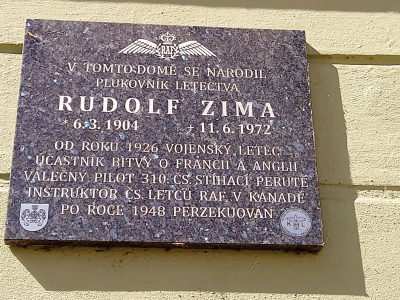 RAF
V TOMTO DOMĚ SE NARODIL
PLUKOVNÍK LETECTVA
RUDOLF ZIMA
* 6.3.1904 + 11.6.1972
OD ROKU 1926 VOJENSKÝ LETEC
ÚČASTNÍK BITVY O FRANCII A ANGLII
VÁLEČNÝ PILOT 310. ČS. STÍHACÍ PERUTĚ
INSTRUKTOR ČS. LETCŮ RAF V KANADĚ
PO ROCE 1948 PERZEKUOVÁN